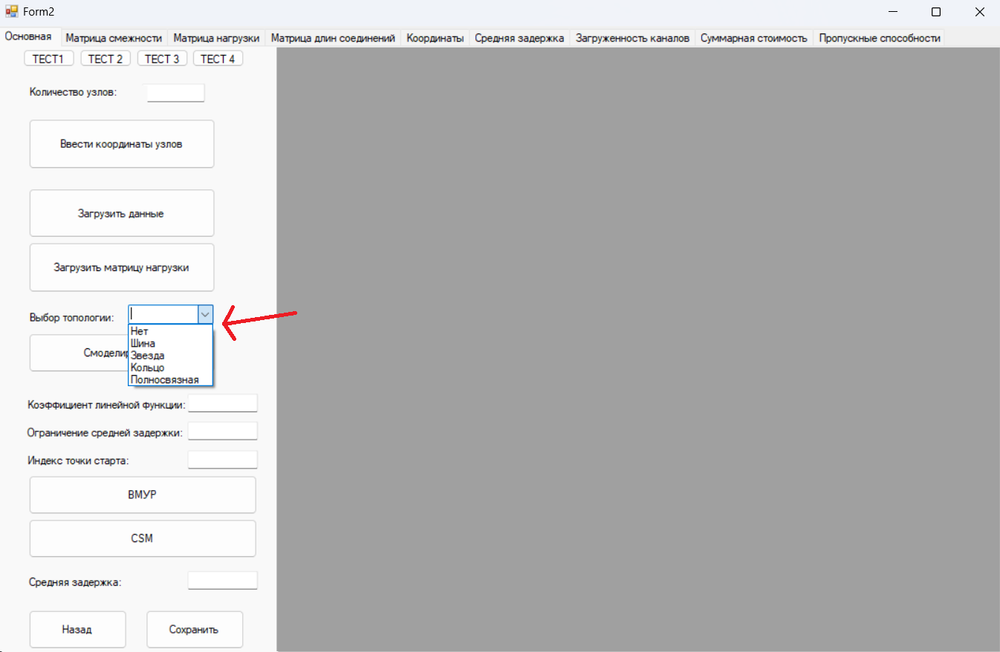 Form2
Основная Матрица смежности Матрица нагрузки Матрица длин соединений Координаты Средняя задержка Загруженность каналов Суммарная стоимость Пропускные способности
ТЕСТ1 ТЕСТ 2 ТЕСТ 3 ТЕСТ 4
Количество узлов:
Ввести координаты узлов
Загрузить данные
Загрузить матрицу нагрузки
Выбор топологии:
Нет
Шина
Звезда
Кольцо
Полносвязная
Смоделир
Коэффициент линейной функции:
Ограничение средней задержки:
Индекс точки старта:
ВМУР
CSM
Средняя задержка:
Назад Сохранить